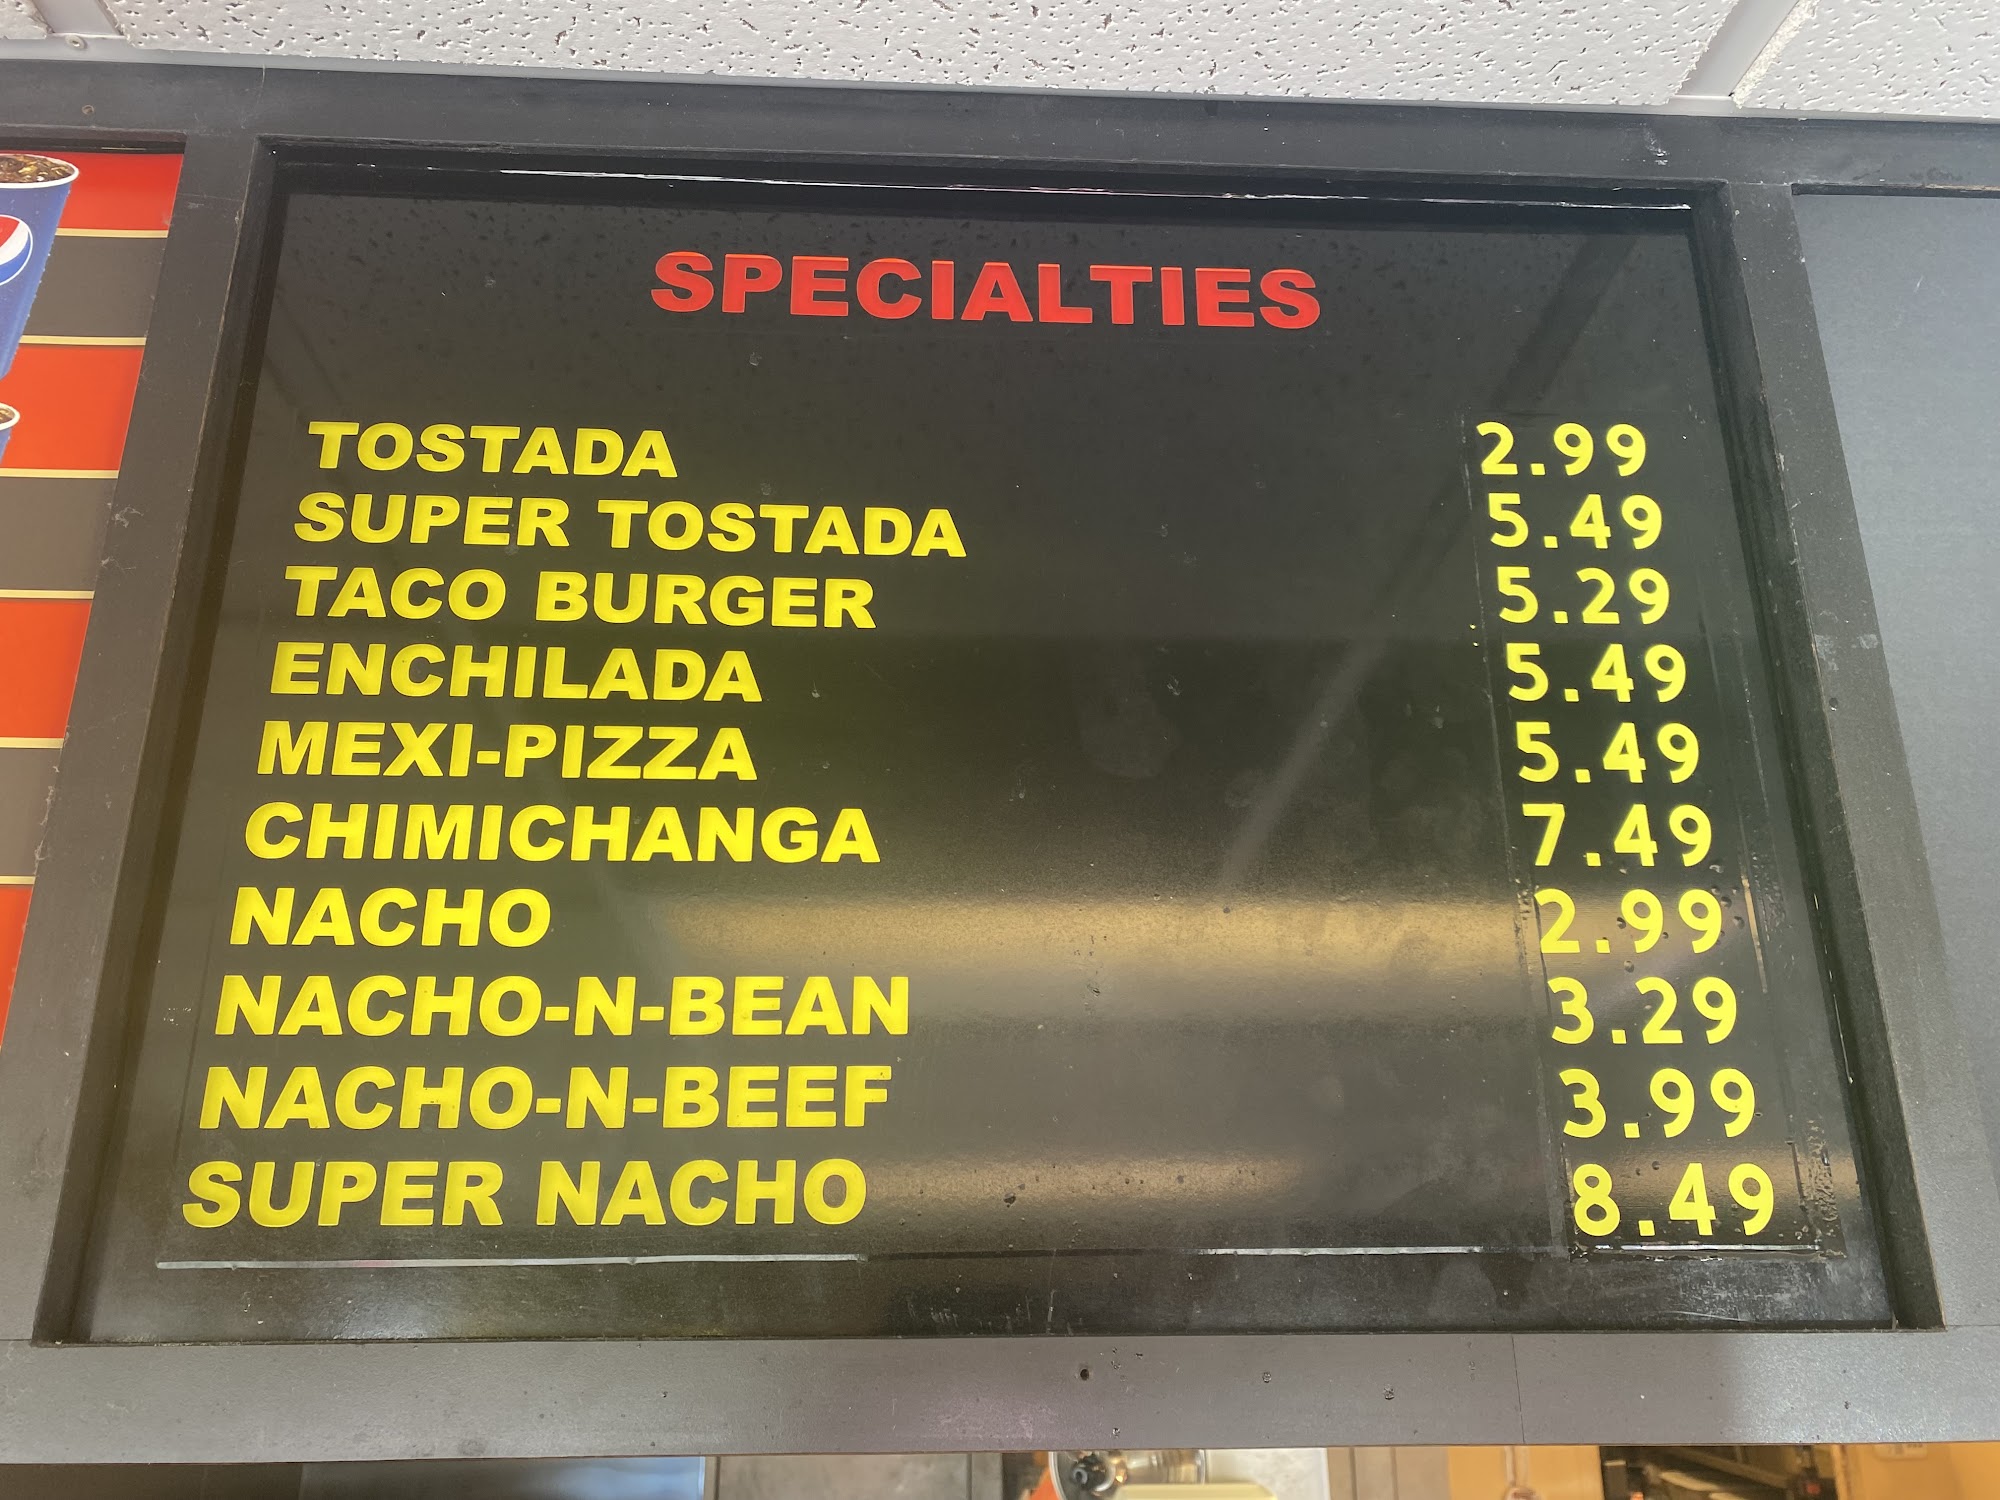 SPECIALTIES
TOSTADA 2.99
SUPER TOSTADA 5.49
TACO BURGER 5.29
ENCHILADA 5.49
MEXI-PIZZA 5.49
CHIMICHANGA 7.49
NACHO 2.99
NACHO-N-BEAN 3.29
NACHO-N-BEEF 3.99
SUPER NACHO 8.49